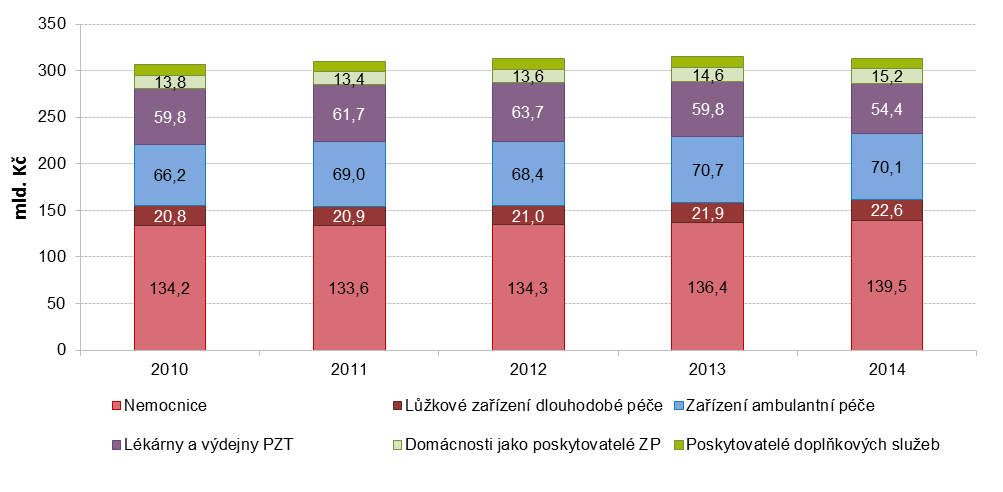 mld. Kč
350
300
250
200
150
100
50
0
13,8 13,4 13,6 14,6 15,2
59,8 61,7 63,7 59,8 54,4
66,2 69,0 68,4 70,7 70,1
20,8 20,9 21,0 21,9 22,6
134,2 133,6 134,3 136,4 139,5
2010 2011 2012 2013 2014
Nemocnice Lůžkové zařízení dlouhodobé péče Zařízení ambulantní péče
Lékárny a výdejny PZT Domácnosti jako poskytovatelé ZP Poskytovatelé doplňkových služeb